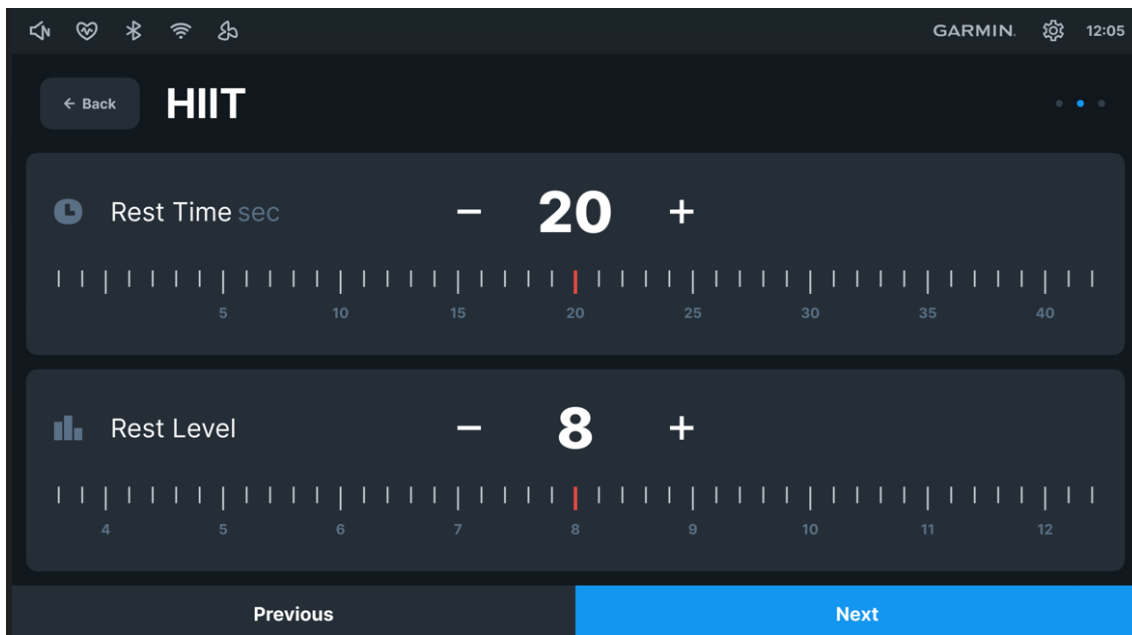 GARMIN. 12:05
← Back HIIT
Rest Time sec − 20 +
5 10 15 20 25 30 35 40
Rest Level − 8 +
4 5 6 7 8 9 10 11 12
Previous Next